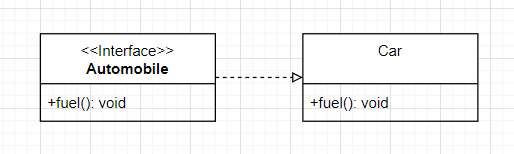 <<Interface>>
Automobile
+fuel(): void
Car
+fuel(): void